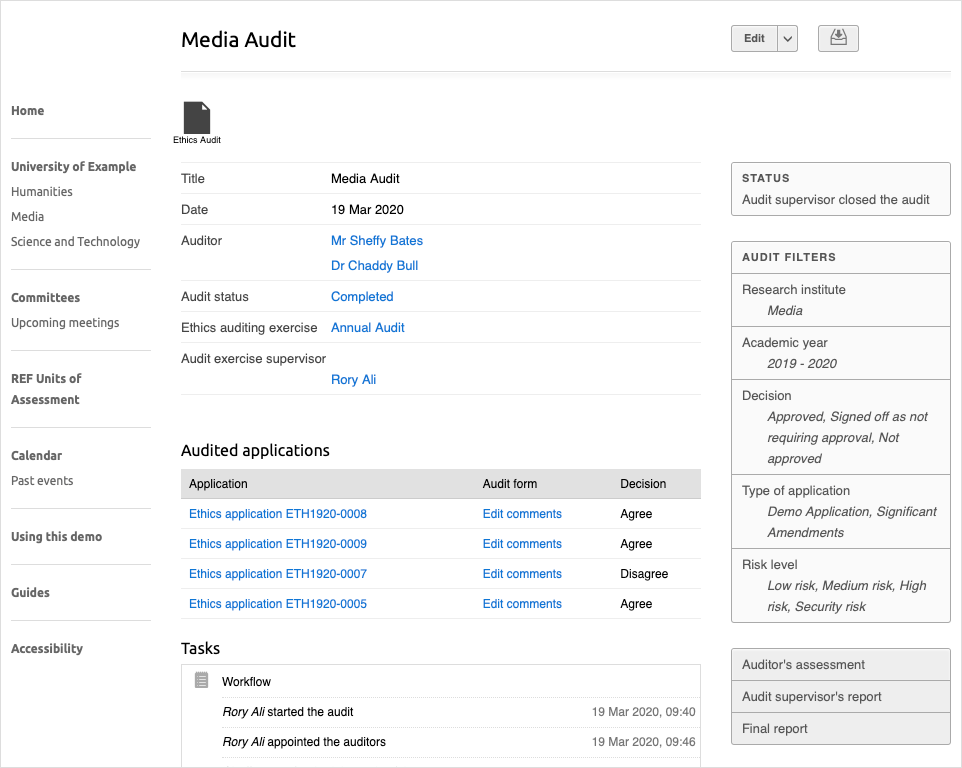 Media Audit
Edit
Home
University of Example
Humanities
Media
Science and Technology
Committees
Upcoming meetings
REF Units of
Assessment
Calendar
Past events
Using this demo
Guides
Accessibility
Ethics Audit
Title Media Audit
Date 19 Mar 2020
Auditor Mr Sheffy Bates
Dr Chaddy Bull
Audit status Completed
Ethics auditing exercise Annual Audit
Audit exercise supervisor
Rory Ali
Audited applications
Application Audit form Decision
Ethics application ETH1920-0008 Edit comments Agree
Ethics application ETH1920-0009 Edit comments Agree
Ethics application ETH1920-0007 Edit comments Disagree
Ethics application ETH1920-0005 Edit comments Agree
Tasks
Workflow
Rory Ali started the audit 19 Mar 2020, 09:40
Rory Ali appointed the auditors 19 Mar 2020, 09:46
STATUS
Audit supervisor closed the audit
AUDIT FILTERS
Research institute
Media
Academic year
2019 - 2020
Decision
Approved, Signed off as not
requiring approval, Not
approved
Type of application
Demo Application, Significant
Amendments
Risk level
Low risk, Medium risk, High
risk, Security risk
Auditor's assessment
Audit supervisor's report
Final report